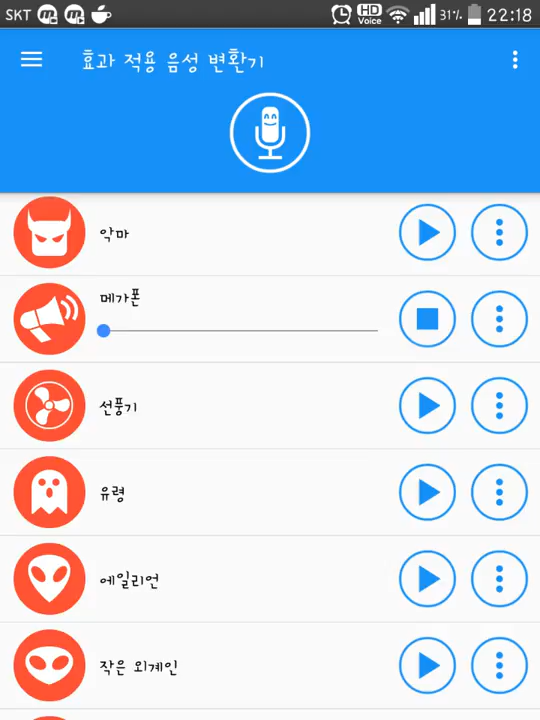 SKT HD Voice 31% 22:18
효과 적용 음성 변환기
악마
메가폰
선풍기
유령
에일리언
작은 외계인